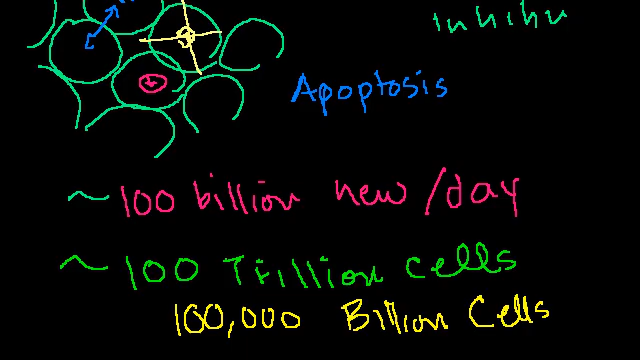 Apoptosis
~ 100 billion new /day
~ 100 Trillion cells
100,000 Billion Cells